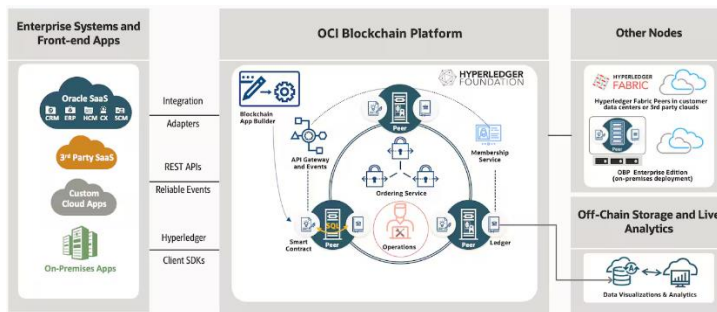 Enterprise Systems and
Front-end Apps
Oracle SaaS
CRM ERP HCM CX SCM
3rd Party SaaS
Custom
Cloud Apps
On-Premises Apps
Integration
Adapters
REST APIs
Reliable Events
Hyperledger
Client SDKs
OCI Blockchain Platform
Blockchain
App Builder
HYPERLEDGER
FOUNDATION
Peer
API Gateway
and Events
Membership
Service
Ordering Service
SQL
Smart
Contract
Peer
Operations
Peer
Ledger
Other Nodes
HYPERLEDGER
FABRIC
Hyperledger Fabric Peers in customer
data centers or 3rd party clouds
Peer
OBP Enterprise Edition
(on-premises deployment)
Off-Chain Storage and Live
Analytics
Data Visualizations & Analytics